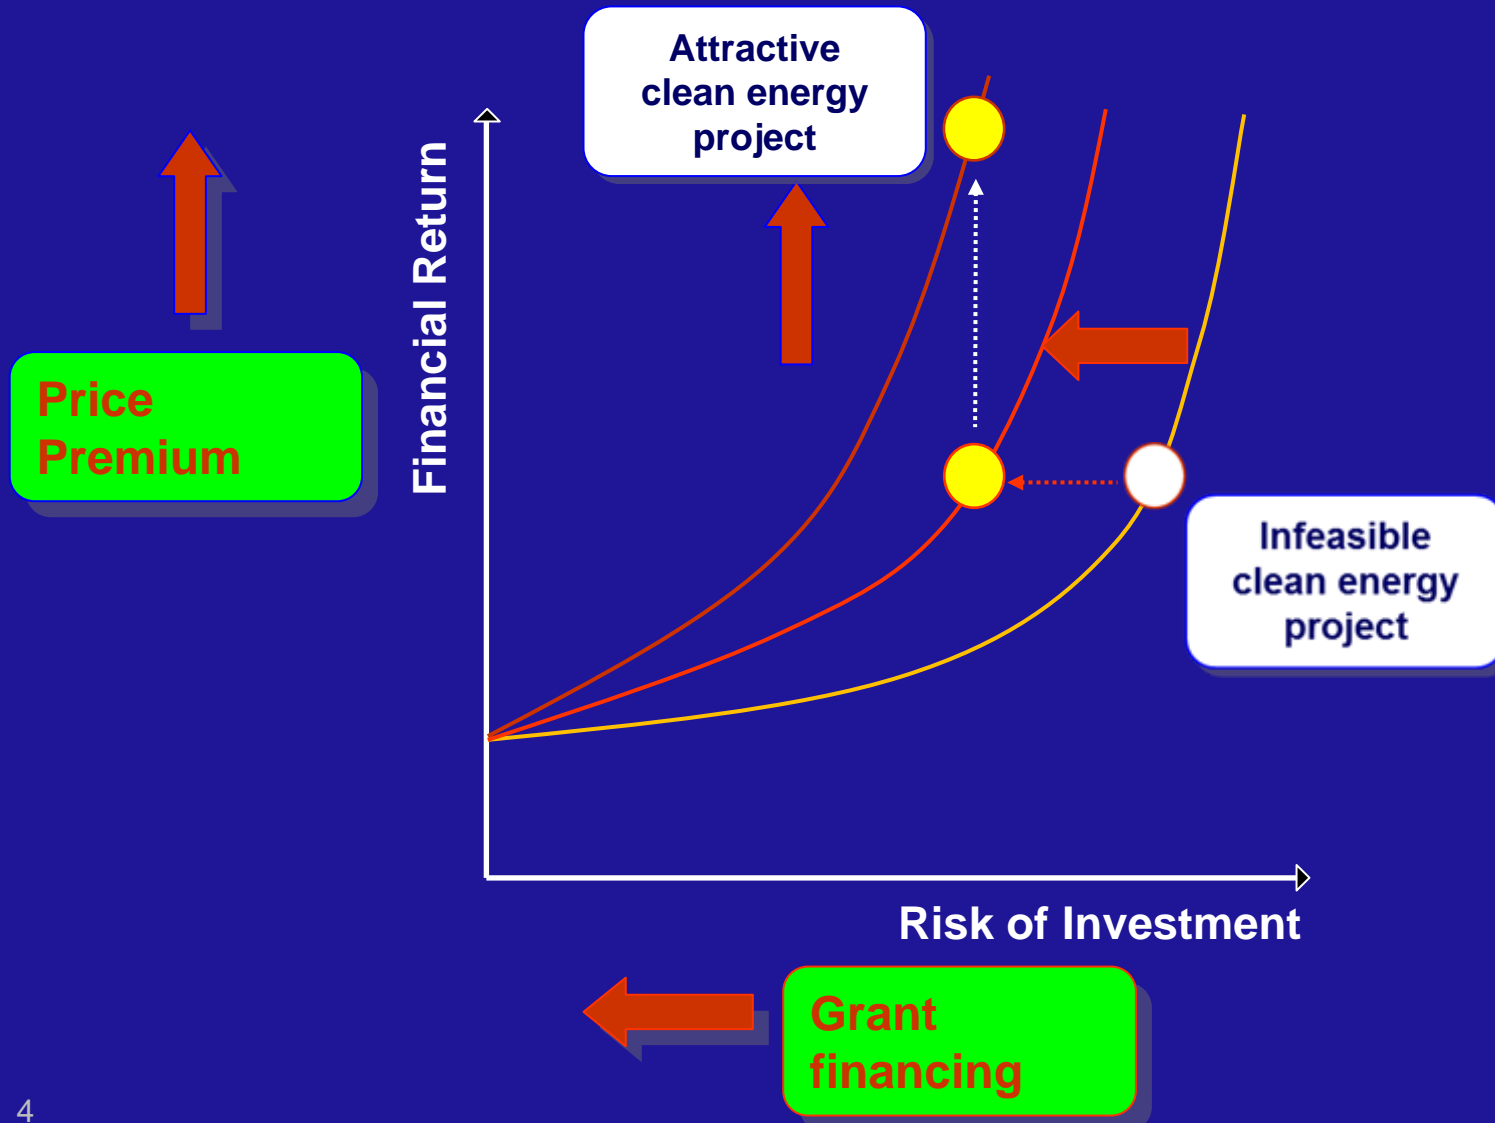 Attractive
clean energy
project
Financial Return
Price
Premium
Infeasible
clean energy
project
Risk of Investment
Grant
financing
4